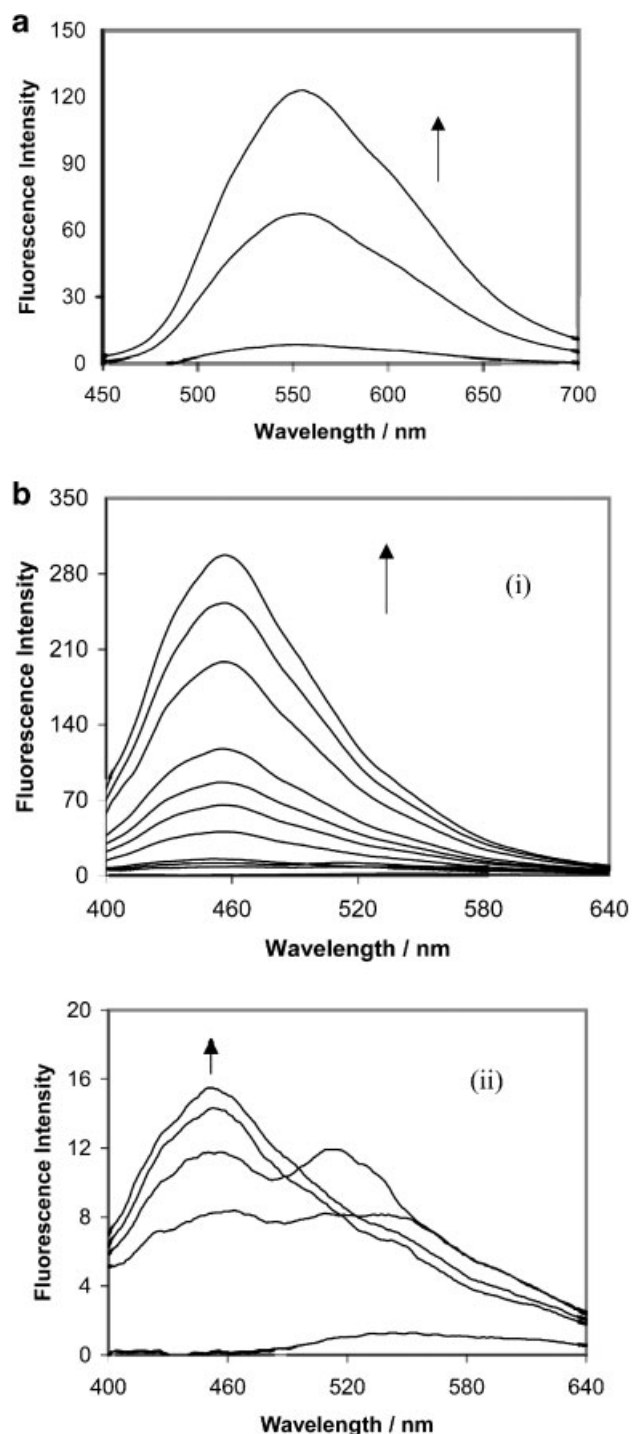 a
150
120
90
60
30
0
Fluorescence Intensity
450 500 550 600 650 700
Wavelength / nm
b
350
280
210
140
70
0
Fluorescence Intensity
(i)
400 460 520 580 640
Wavelength / nm
20
16
12
8
4
0
Fluorescence Intensity
(ii)
400 460 520 580 640
Wavelength / nm